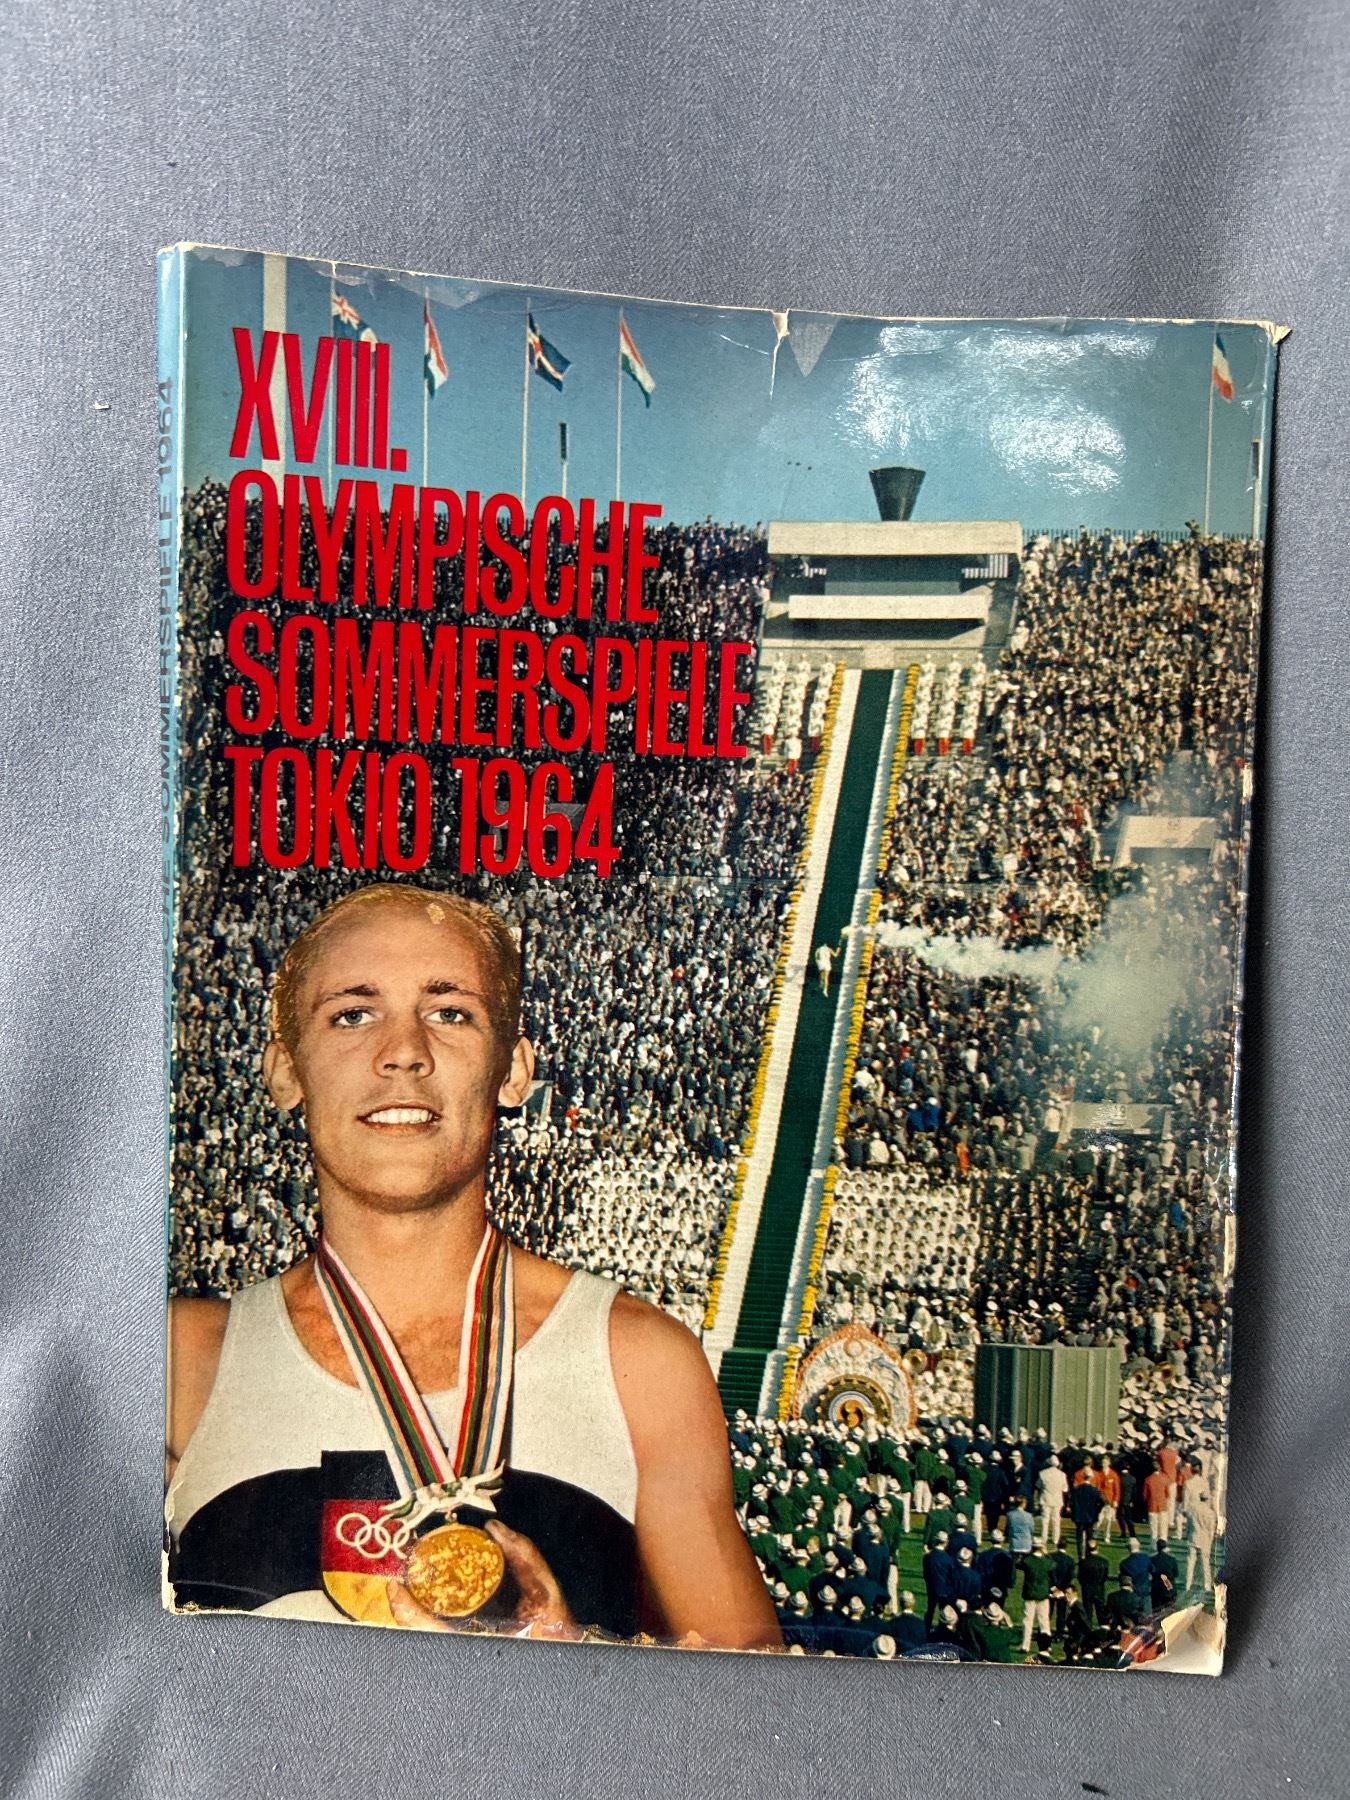 XVIII.
OLYMPISCHE
SOMMERSPIELE
TOKIO 1964
SOMMERSPIELE 1964